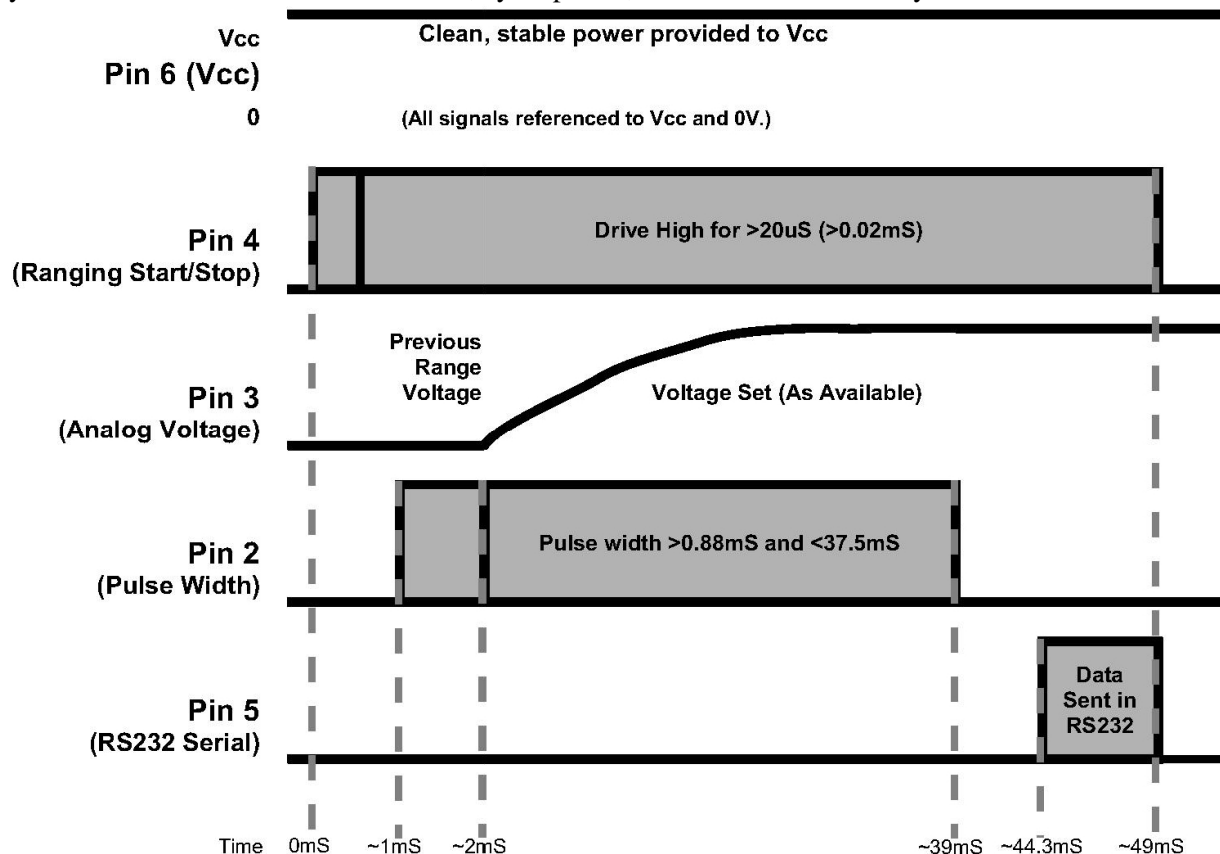 Vcc
Clean, stable power provided to Vcc
Pin 6 (Vcc)
0
(All signals referenced to Vcc and 0V.)
Drive High for >20uS (>0.02mS)
Pin 4
(Ranging Start/Stop)
Previous
Range
Voltage
Voltage Set (As Available)
Pin 3
(Analog Voltage)
Pulse width >0.88mS and <37.5mS
Pin 2
(Pulse Width)
Data
Sent in
RS232
Pin 5
(RS232 Serial)
Time 0mS ~1mS ~2mS ~39mS ~44.3mS ~49mS